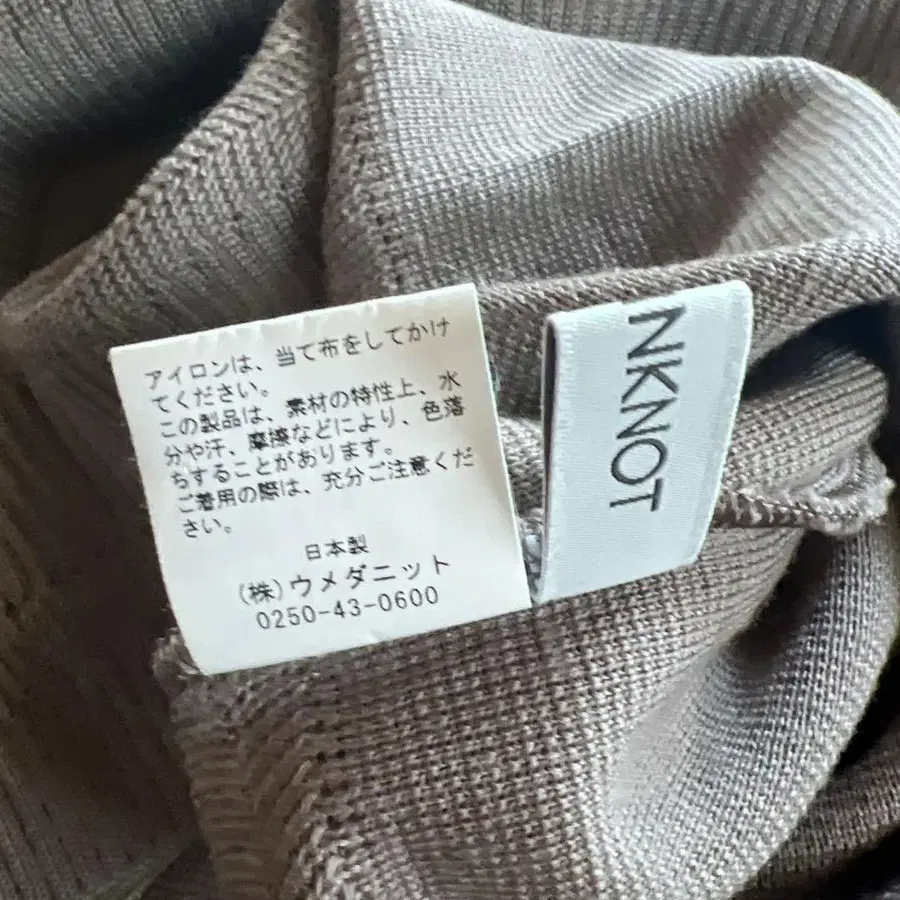 アイロンは、当て布をしてかけ
てください。
この製品は、素材の特性上、水
分や汗、摩擦などにより、色落
ちすることがあります。
ご着用の際は、充分ご注意くだ
さい。
日本製
(株)ウメダニット
0250-43-0600
NKNOT